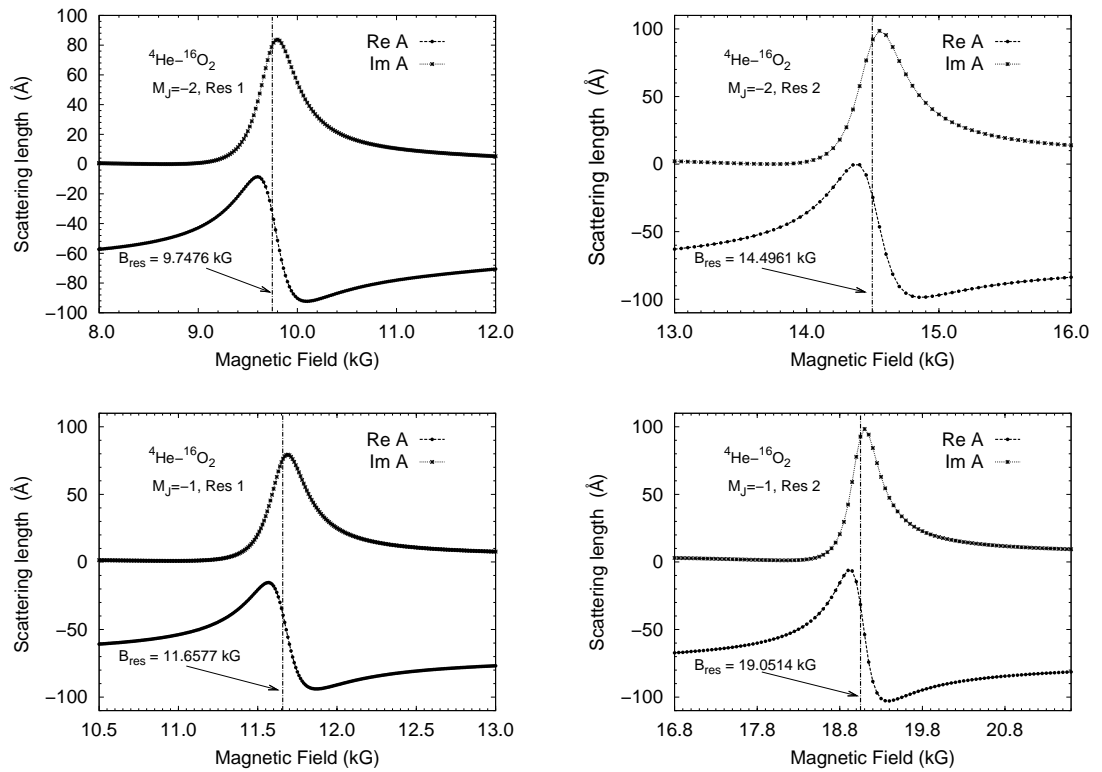 Scattering length (Å)
100
80
60
40
20
0
−20
−40
−60
−80
−100
⁴He−¹⁶O₂
M_J=−2, Res 1
Re A
Im A
B_res = 9.7476 kG
8.0 9.0 10.0 11.0 12.0
Magnetic Field (kG)
Scattering length (Å)
100
50
0
−50
−100
⁴He−¹⁶O₂
M_J=−2, Res 2
Re A
Im A
B_res = 14.4961 kG
13.0 14.0 15.0 16.0
Magnetic Field (kG)
Scattering length (Å)
100
50
0
−50
−100
⁴He−¹⁶O₂
M_J=−1, Res 1
Re A
Im A
B_res = 11.6577 kG
10.5 11.0 11.5 12.0 12.5 13.0
Magnetic Field (kG)
Scattering length (Å)
100
50
0
−50
−100
⁴He−¹⁶O₂
M_J=−1, Res 2
Re A
Im A
B_res = 19.0514 kG
16.8 17.8 18.8 19.8 20.8
Magnetic Field (kG)